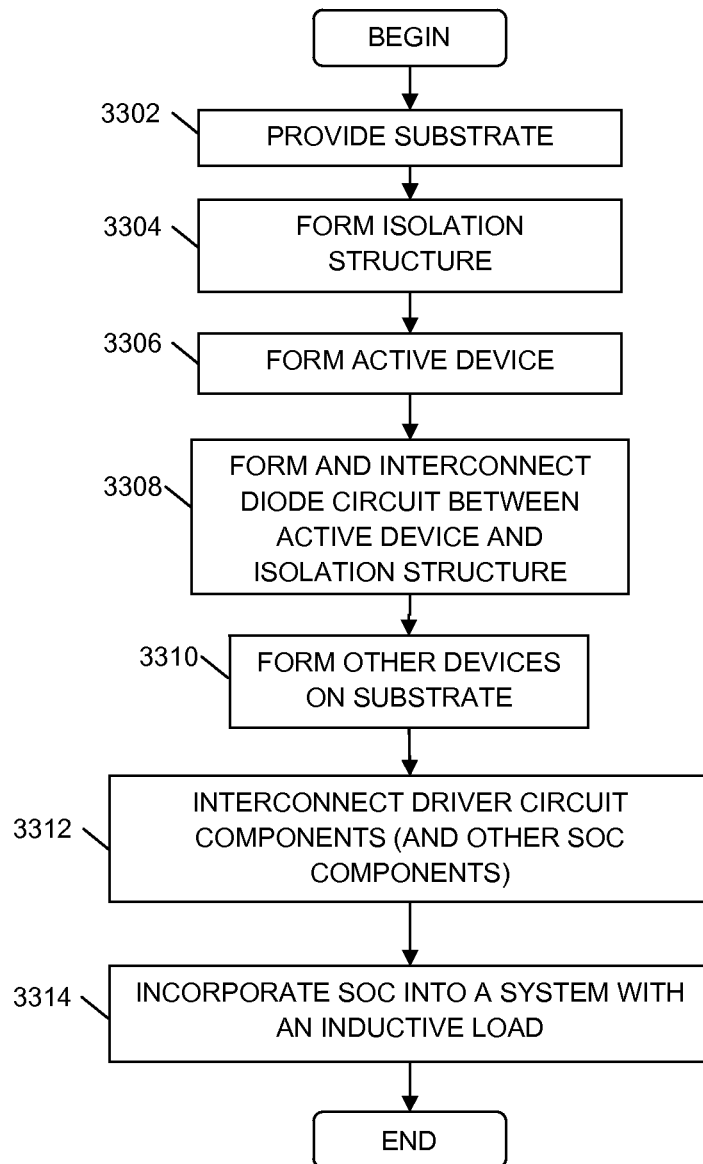 BEGIN
3302
PROVIDE SUBSTRATE
3304
FORM ISOLATION
STRUCTURE
3306
FORM ACTIVE DEVICE
3308
FORM AND INTERCONNECT
DIODE CIRCUIT BETWEEN
ACTIVE DEVICE AND
ISOLATION STRUCTURE
3310
FORM OTHER DEVICES
ON SUBSTRATE
3312
INTERCONNECT DRIVER CIRCUIT
COMPONENTS (AND OTHER SOC
COMPONENTS)
3314
INCORPORATE SOC INTO A SYSTEM WITH
AN INDUCTIVE LOAD
END